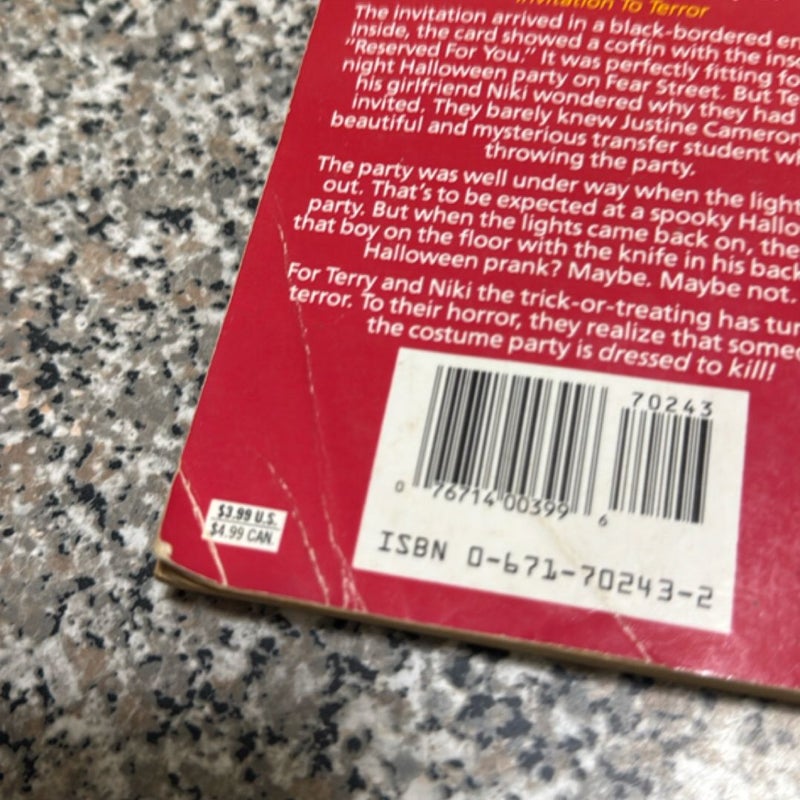 Invitation To Terror
The invitation arrived in a black-bordered en
Inside, the card showed a coffin with the insc
"Reserved For You." It was perfectly fitting fo
night Halloween party on Fear Street. But Te
his girlfriend Niki wondered why they had
invited. They barely knew Justine Cameron
beautiful and mysterious transfer student wh
throwing the party.
The party was well under way when the light
out. That's to be expected at a spooky Hallo
party. But when the lights came back on, the
that boy on the floor with the knife in his back
Halloween prank? Maybe. Maybe not.
For Terry and Niki the trick-or-treating has tur
terror. To their horror, they realize that someo
the costume party is dressed to kill!
70243
0 76714 00399 6
ISBN 0-671-70243-2
$3.99 U.S.
$4.99 CAN.